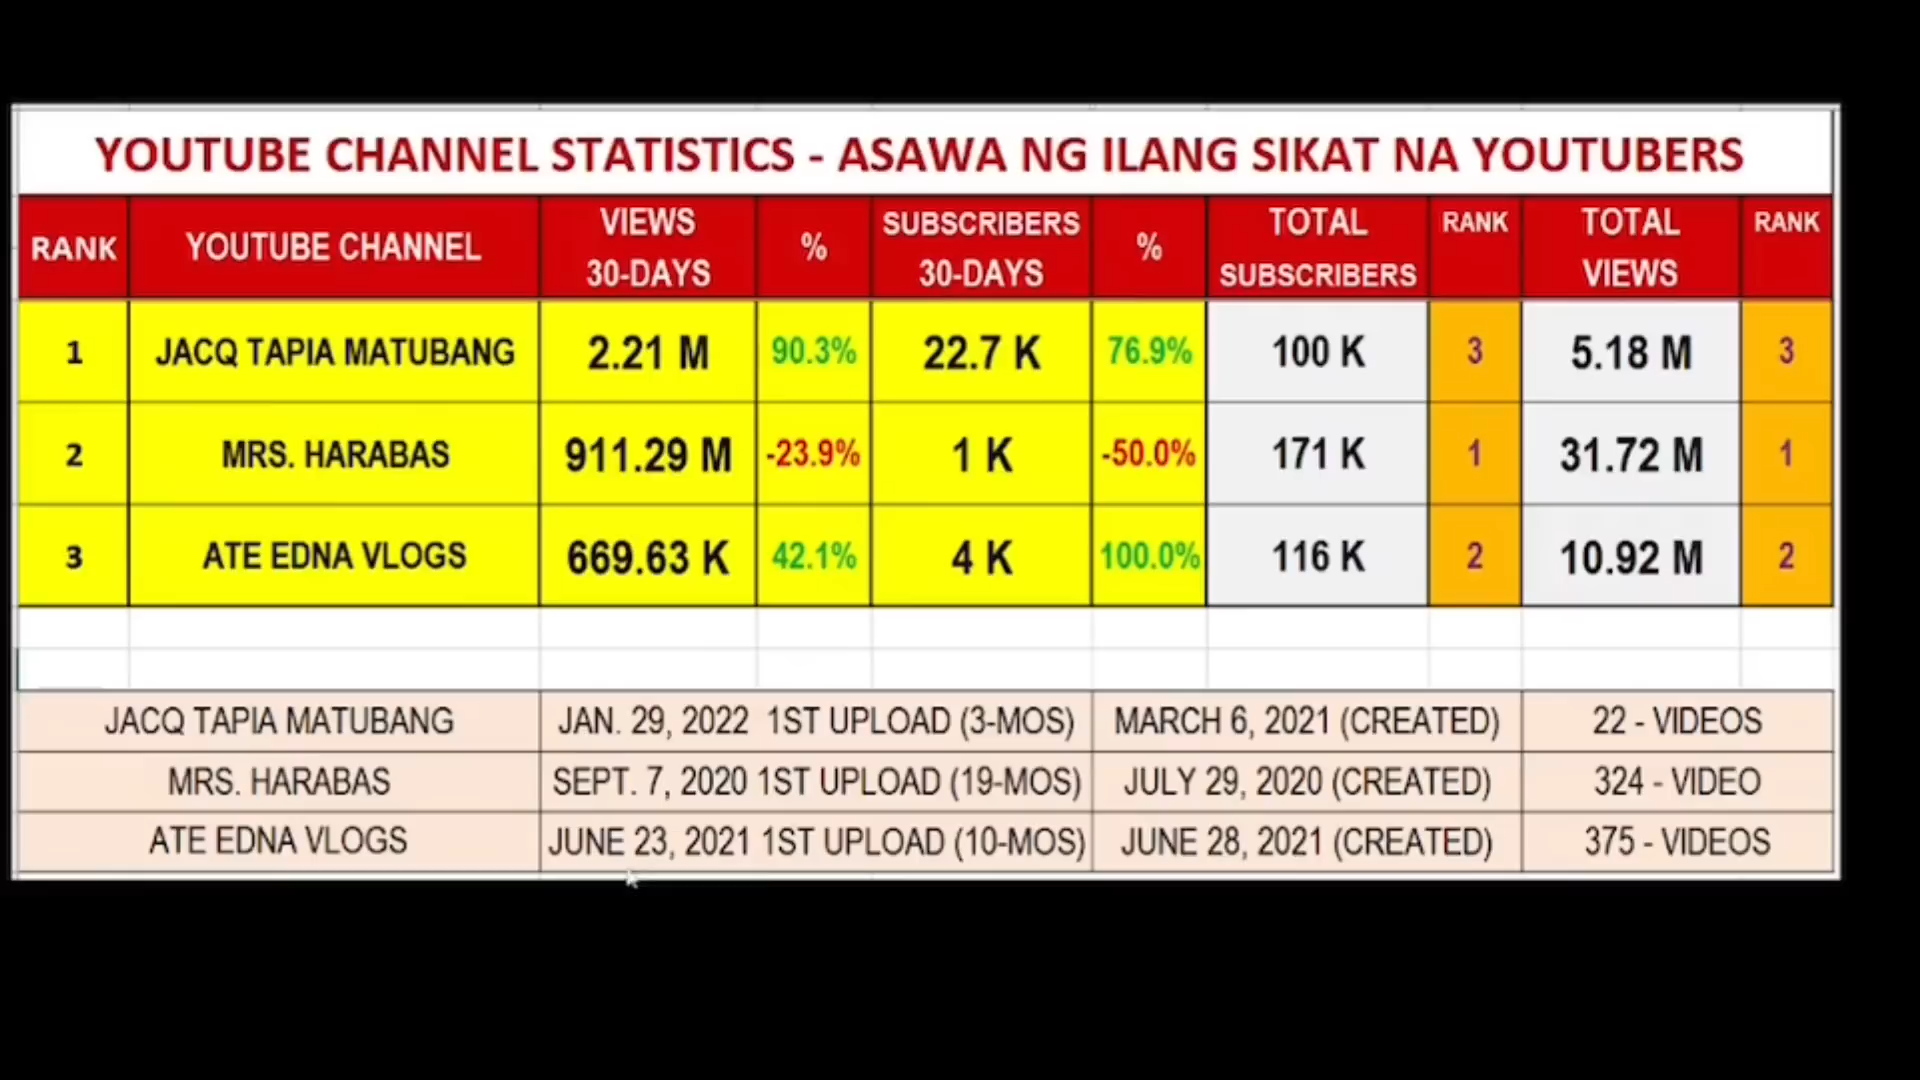 YOUTUBE CHANNEL STATISTICS - ASAWA NG ILANG SIKAT NA YOUTUBERS
RANK YOUTUBE CHANNEL VIEWS 30-DAYS % SUBSCRIBERS 30-DAYS % TOTAL SUBSCRIBERS RANK TOTAL VIEWS RANK
1 JACQ TAPIA MATUBANG 2.21 M 90.3% 22.7 K 76.9% 100 K 3 5.18 M 3
2 MRS. HARABAS 911.29 M -23.9% 1 K -50.0% 171 K 1 31.72 M 1
3 ATE EDNA VLOGS 669.63 K 42.1% 4 K 100.0% 116 K 2 10.92 M 2
JACQ TAPIA MATUBANG JAN. 29, 2022 1ST UPLOAD (3-MOS) MARCH 6, 2021 (CREATED) 22 - VIDEOS
MRS. HARABAS SEPT. 7, 2020 1ST UPLOAD (19-MOS) JULY 29, 2020 (CREATED) 324 - VIDEO
ATE EDNA VLOGS JUNE 23, 2021 1ST UPLOAD (10-MOS) JUNE 28, 2021 (CREATED) 375 - VIDEOS